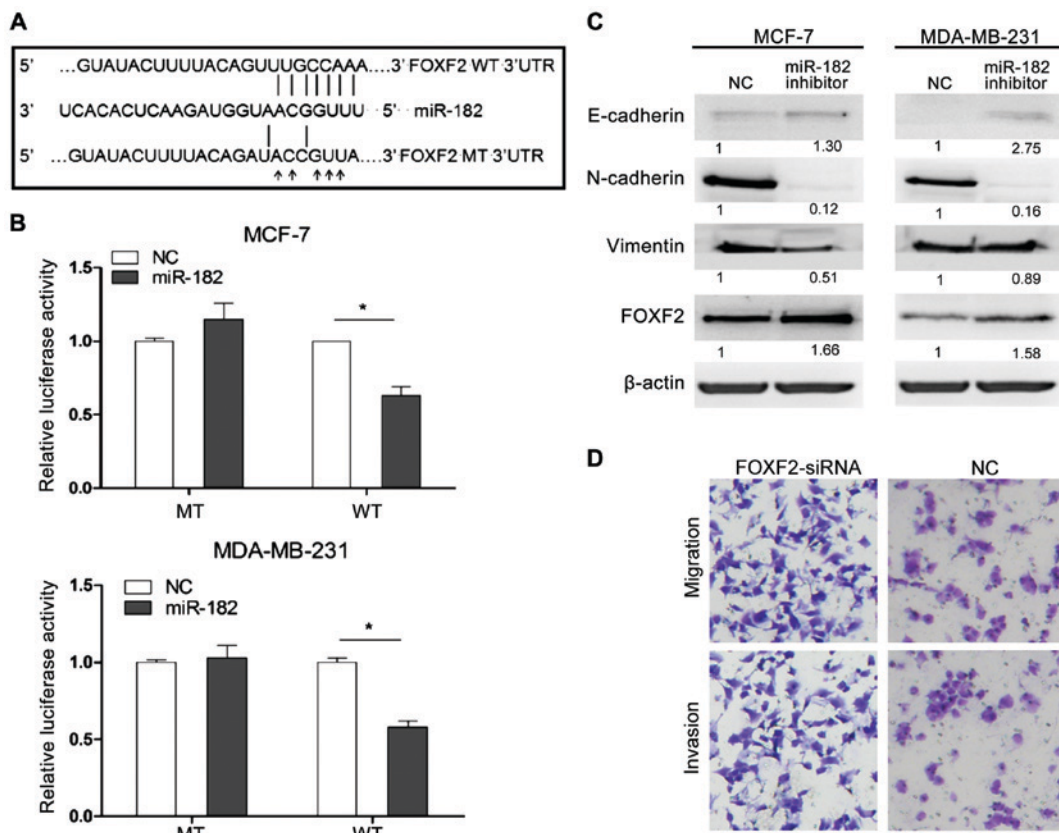 A
5' ...GUAUACUUUUACAGUUUGCCAAA....3' FOXF2 WT 3'UTR
3' UCACACUCAAGAUGGUAACGGUUU 5' miR-182
5' ...GUAUACUUUUACAGAUACCGUUA....3' FOXF2 MT 3'UTR
B
MCF-7
NC
miR-182
Relative luciferase activity
1.5
1.0
0.5
0.0
*
MT WT
MDA-MB-231
NC
miR-182
Relative luciferase activity
1.5
1.0
0.5
0.0
*
MT WT
C
MCF-7 MDA-MB-231
NC miR-182 inhibitor NC miR-182 inhibitor
E-cadherin
1 1.30 1 2.75
N-cadherin
1 0.12 1 0.16
Vimentin
1 0.51 1 0.89
FOXF2
1 1.66 1 1.58
β-actin
D
FOXF2-siRNA NC
Migration
Invasion